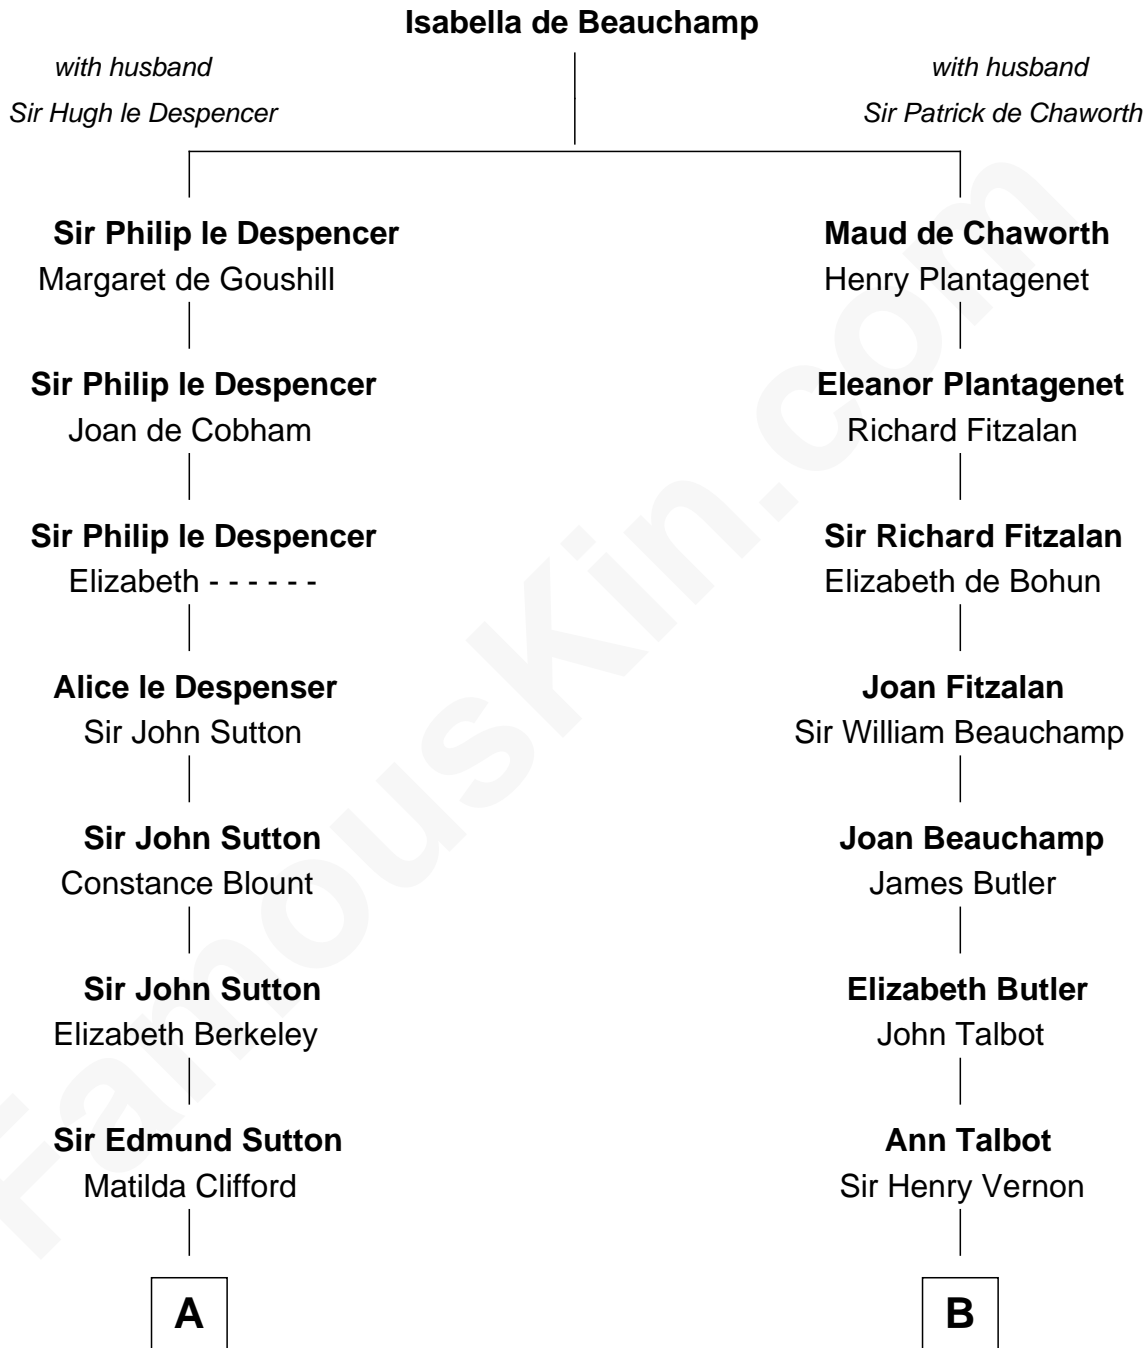 Isabella de Beauchamp
with husband
Sir Hugh le Despencer
with husband
Sir Patrick de Chaworth
Sir Philip le Despencer
Margaret de Goushill
Maud de Chaworth
Henry Plantagenet
Sir Philip le Despencer
Joan de Cobham
Eleanor Plantagenet
Richard Fitzalan
Sir Philip le Despencer
Elizabeth - - - - - -
Sir Richard Fitzalan
Elizabeth de Bohun
Alice le Despenser
Sir John Sutton
Joan Fitzalan
Sir William Beauchamp
Sir John Sutton
Constance Blount
Joan Beauchamp
James Butler
Sir John Sutton
Elizabeth Berkeley
Elizabeth Butler
John Talbot
Sir Edmund Sutton
Matilda Clifford
Ann Talbot
Sir Henry Vernon
A
B
FamousKin.com